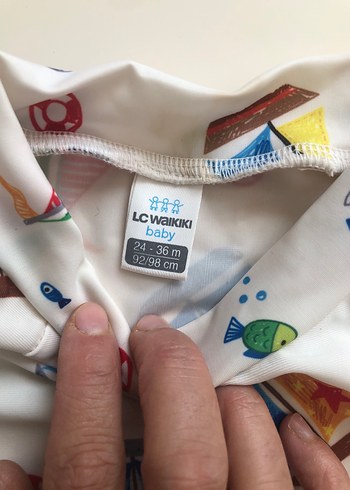 LC WAIKIKI
baby
24 - 36 m
92/98 cm